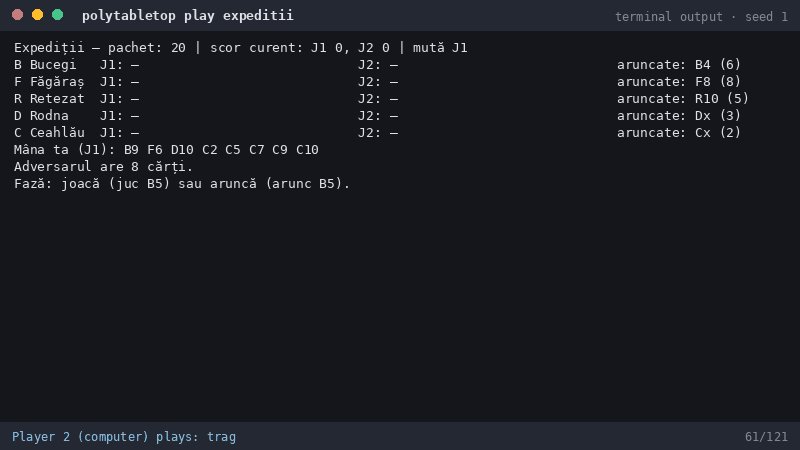 polytabletop play expeditii
terminal output · seed 1
Expediții — pachet: 20 | scor curent: J1 0, J2 0 | mută J1
B Bucegi J1: — J2: — aruncate: B4 (6)
F Făgăraș J1: — J2: — aruncate: F8 (8)
R Retezat J1: — J2: — aruncate: R10 (5)
D Rodna J1: — J2: — aruncate: Dx (3)
C Ceahlău J1: — J2: — aruncate: Cx (2)
Mâna ta (J1): B9 F6 D10 C2 C5 C7 C9 C10
Adversarul are 8 cărți.
Fază: joacă (juc B5) sau aruncă (arunc B5).
Player 2 (computer) plays: trag
61/121